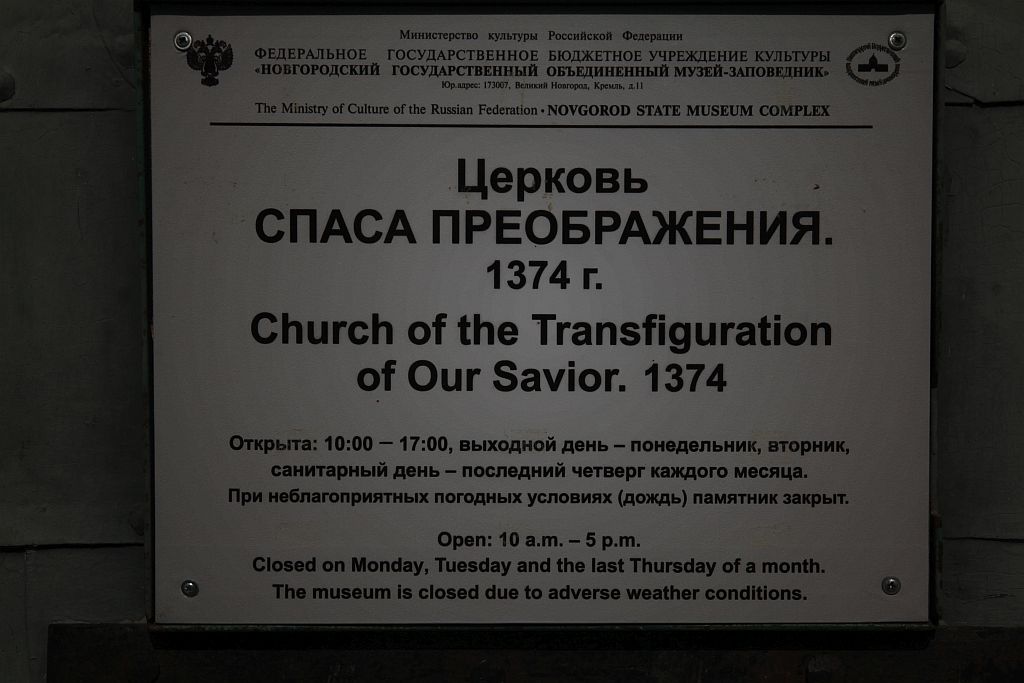 Министерство культуры Российской Федерации
ФЕДЕРАЛЬНОЕ ГОСУДАРСТВЕННОЕ БЮДЖЕТНОЕ УЧРЕЖДЕНИЕ КУЛЬТУРЫ
«НОВГОРОДСКИЙ ГОСУДАРСТВЕННЫЙ ОБЪЕДИНЕННЫЙ МУЗЕЙ-ЗАПОВЕДНИК»
Юр.адрес: 173007, Великий Новгород, Кремль, д.11
The Ministry of Culture of the Russian Federation • NOVGOROD STATE MUSEUM COMPLEX
Церковь
СПАСА ПРЕОБРАЖЕНИЯ.
1374 г.
Church of the Transfiguration
of Our Savior. 1374
Открыта: 10:00 – 17:00, выходной день – понедельник, вторник,
санитарный день – последний четверг каждого месяца.
При неблагоприятных погодных условиях (дождь) памятник закрыт.
Open: 10 a.m. – 5 p.m.
Closed on Monday, Tuesday and the last Thursday of a month.
The museum is closed due to adverse weather conditions.